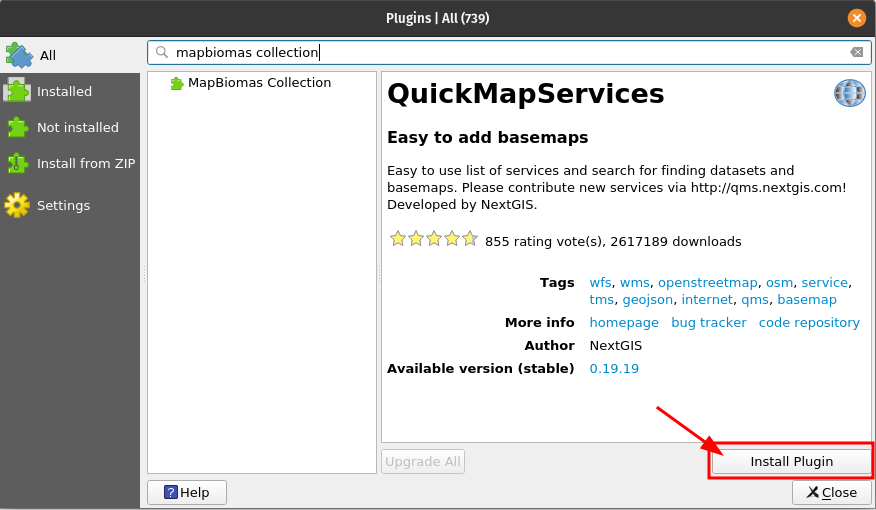 Plugins | All (739)
All
Installed
Not installed
Install from ZIP
Settings
mapbiomas collection
MapBiomas Collection
QuickMapServices
Easy to add basemaps
Easy to use list of services and search for finding datasets and
basemaps. Please contribute new services via http://qms.nextgis.com!
Developed by NextGIS.
855 rating vote(s), 2617189 downloads
Tags wfs, wms, openstreetmap, osm, service,
tms, geojson, internet, qms, basemap
More info homepage bug tracker code repository
Author NextGIS
Available version (stable) 0.19.19
Upgrade All
Install Plugin
? Help
Close